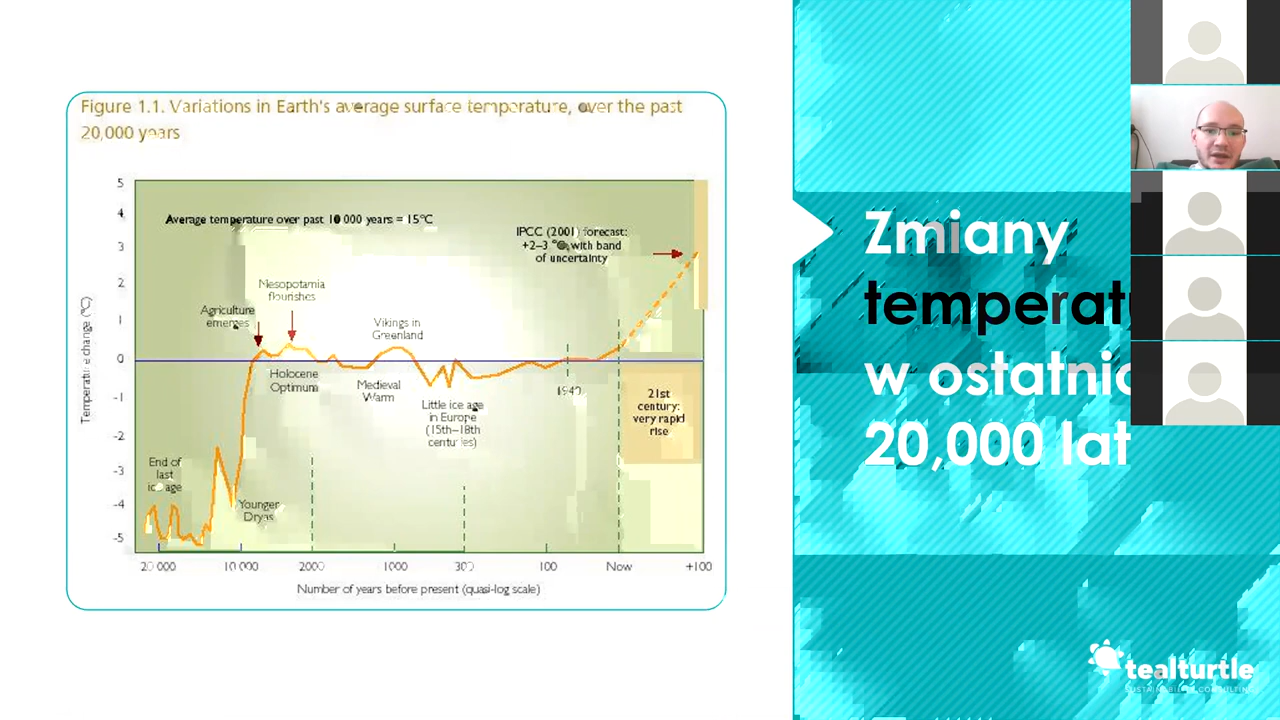 Figure 1.1. Variations in Earth's average surface temperature, over the past
20,000 years
5
4
3
2
1
0
-1
-2
-3
-4
-5
Temperature change (°C)
Average temperature over past 10 000 years = 15°C
IPCC (2001) forecast:
+2–3 °C, with band
of uncertainty
Mesopotamia
flourishes
Agriculture
emerges
Vikings in
Greenland
Holocene
Optimum
Medieval
Warm
Little ice age
in Europe
(15th–18th
centuries)
1940
21st
century:
very rapid
rise
End of
last
ice age
Younger
Dryas
20 000
10 000
2000
1000
300
100
Now
+100
Number of years before present (quasi-log scale)
Zmiany
temperatu
w ostatnic
20,000 lat
tealturtle
SUSTAINABILITY CONSULTING